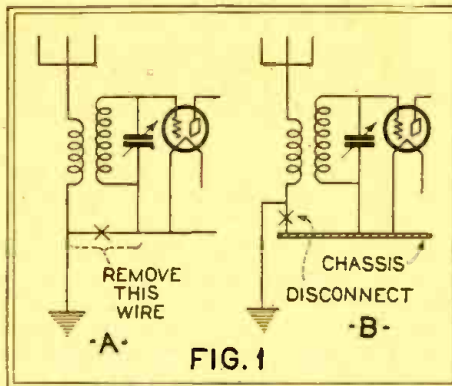 REMOVE
THIS
WIRE
-A-
CHASSIS
DISCONNECT
-B-
FIG. 1